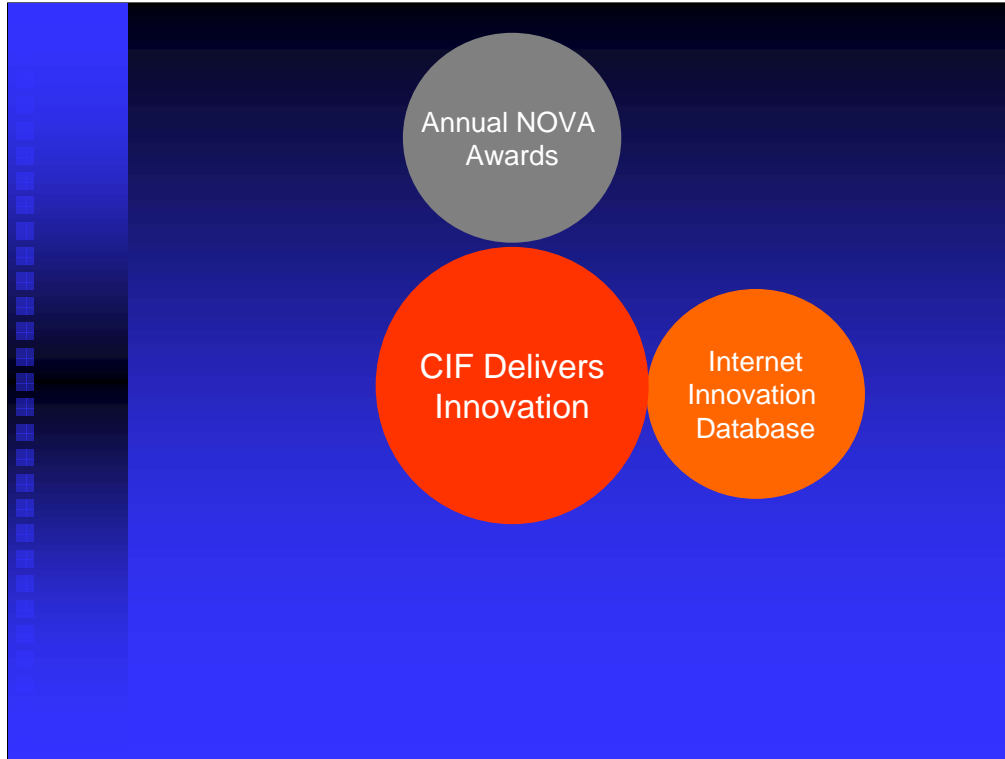 Annual NOVA
Awards
CIF Delivers
Innovation
Internet
Innovation
Database